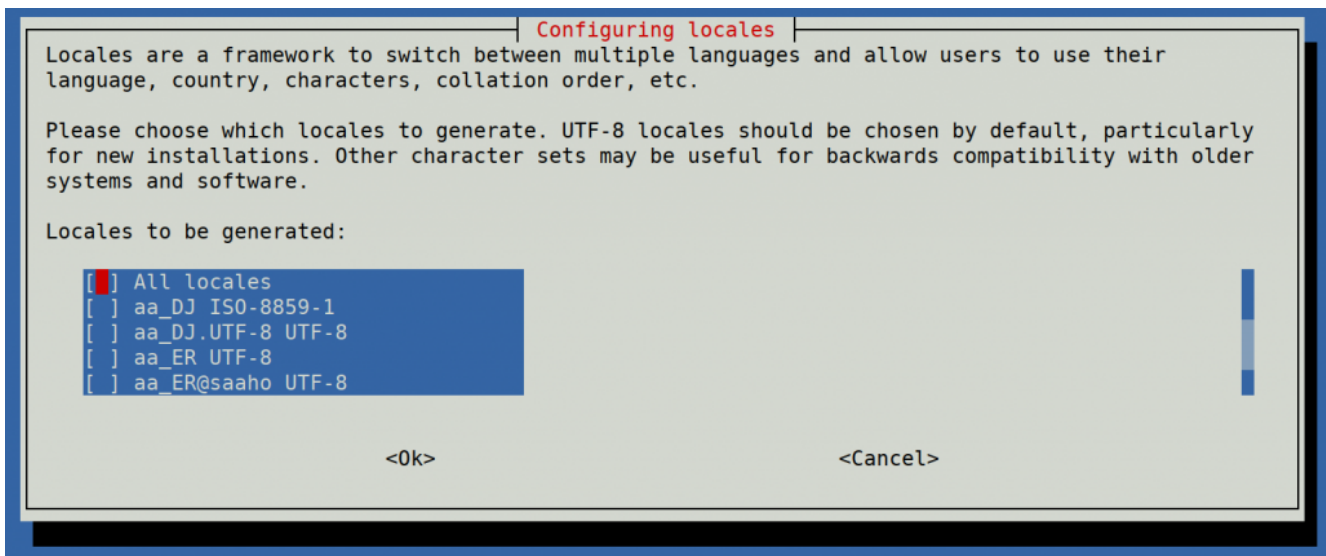 Configuring locales
Locales are a framework to switch between multiple languages and allow users to use their
language, country, characters, collation order, etc.
Please choose which locales to generate. UTF-8 locales should be chosen by default, particularly
for new installations. Other character sets may be useful for backwards compatibility with older
systems and software.
Locales to be generated:
[ ] All locales
[ ] aa_DJ ISO-8859-1
[ ] aa_DJ.UTF-8 UTF-8
[ ] aa_ER UTF-8
[ ] aa_ER@saaho UTF-8
<Ok> <Cancel>